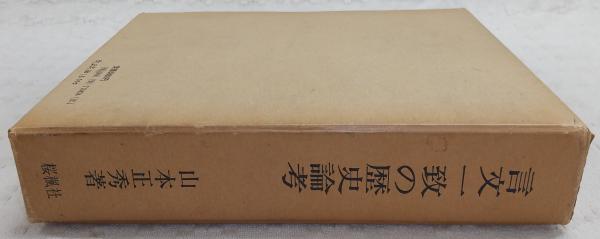 言文一致の歴史論考
山本正秀著
桜楓社